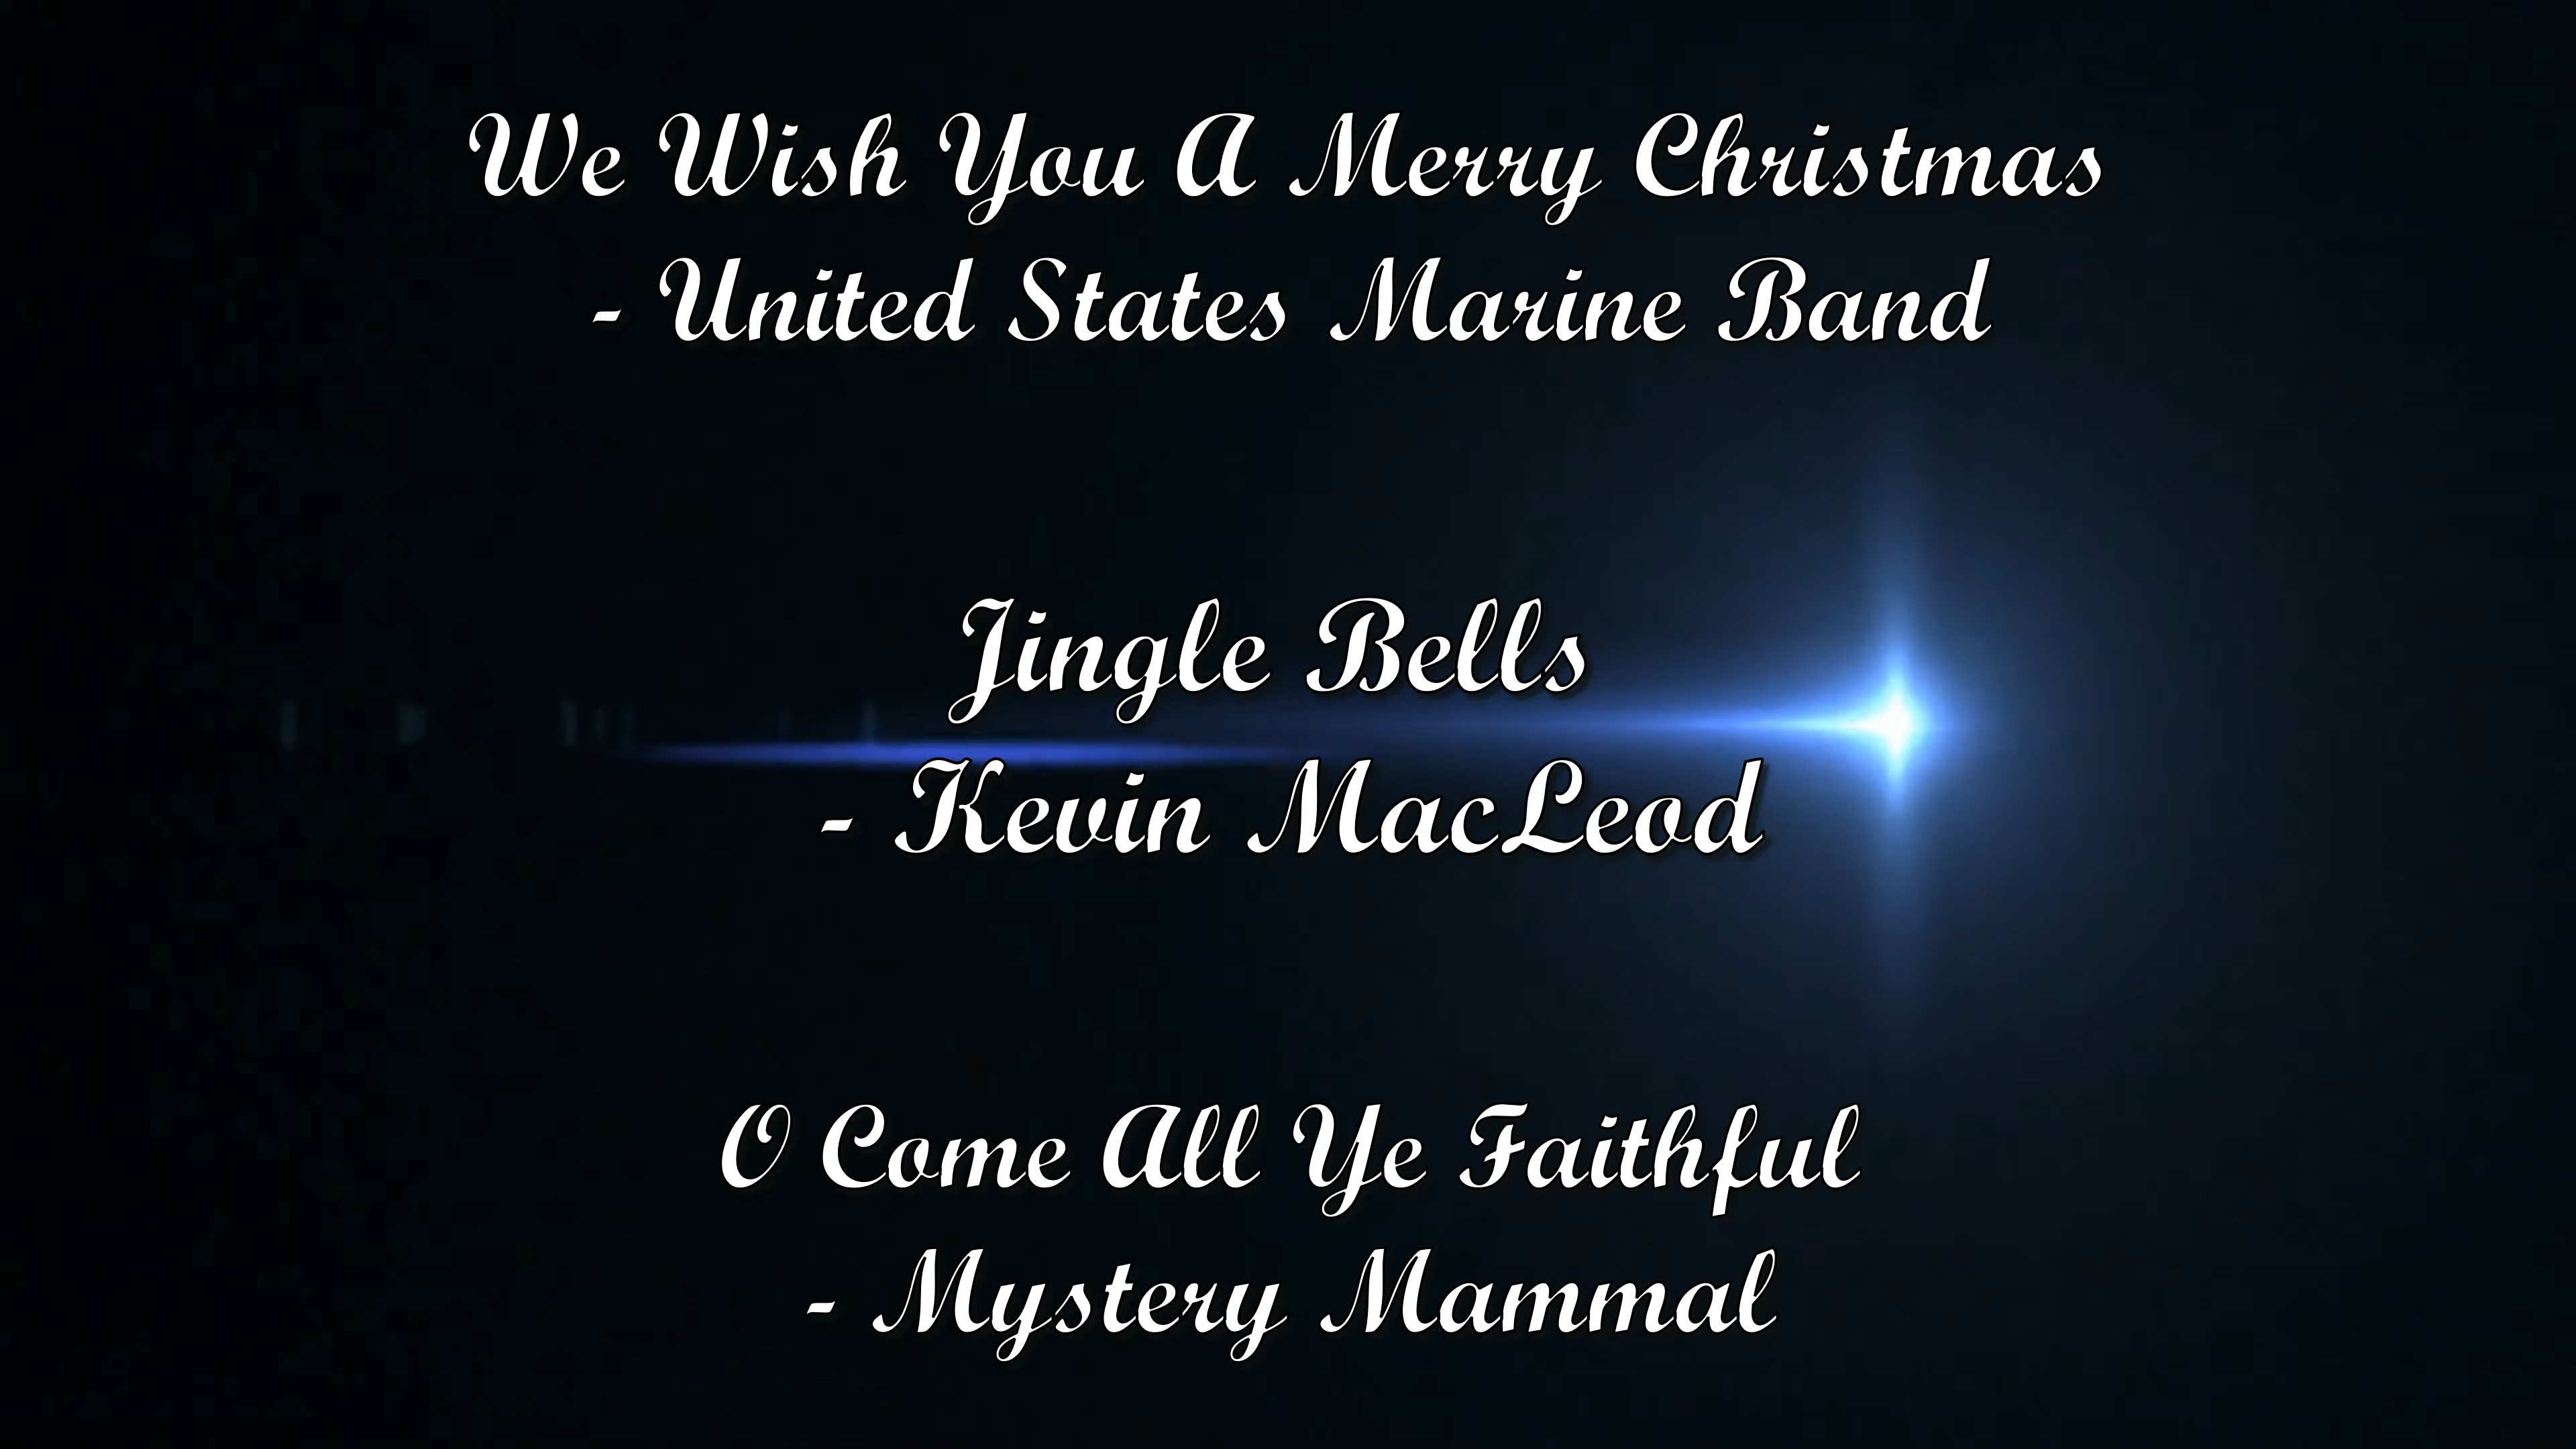 We Wish You A Merry Christmas
- United States Marine Band
Jingle Bells
- Kevin MacLeod
O Come All Ye Faithful
- Mystery Mammal